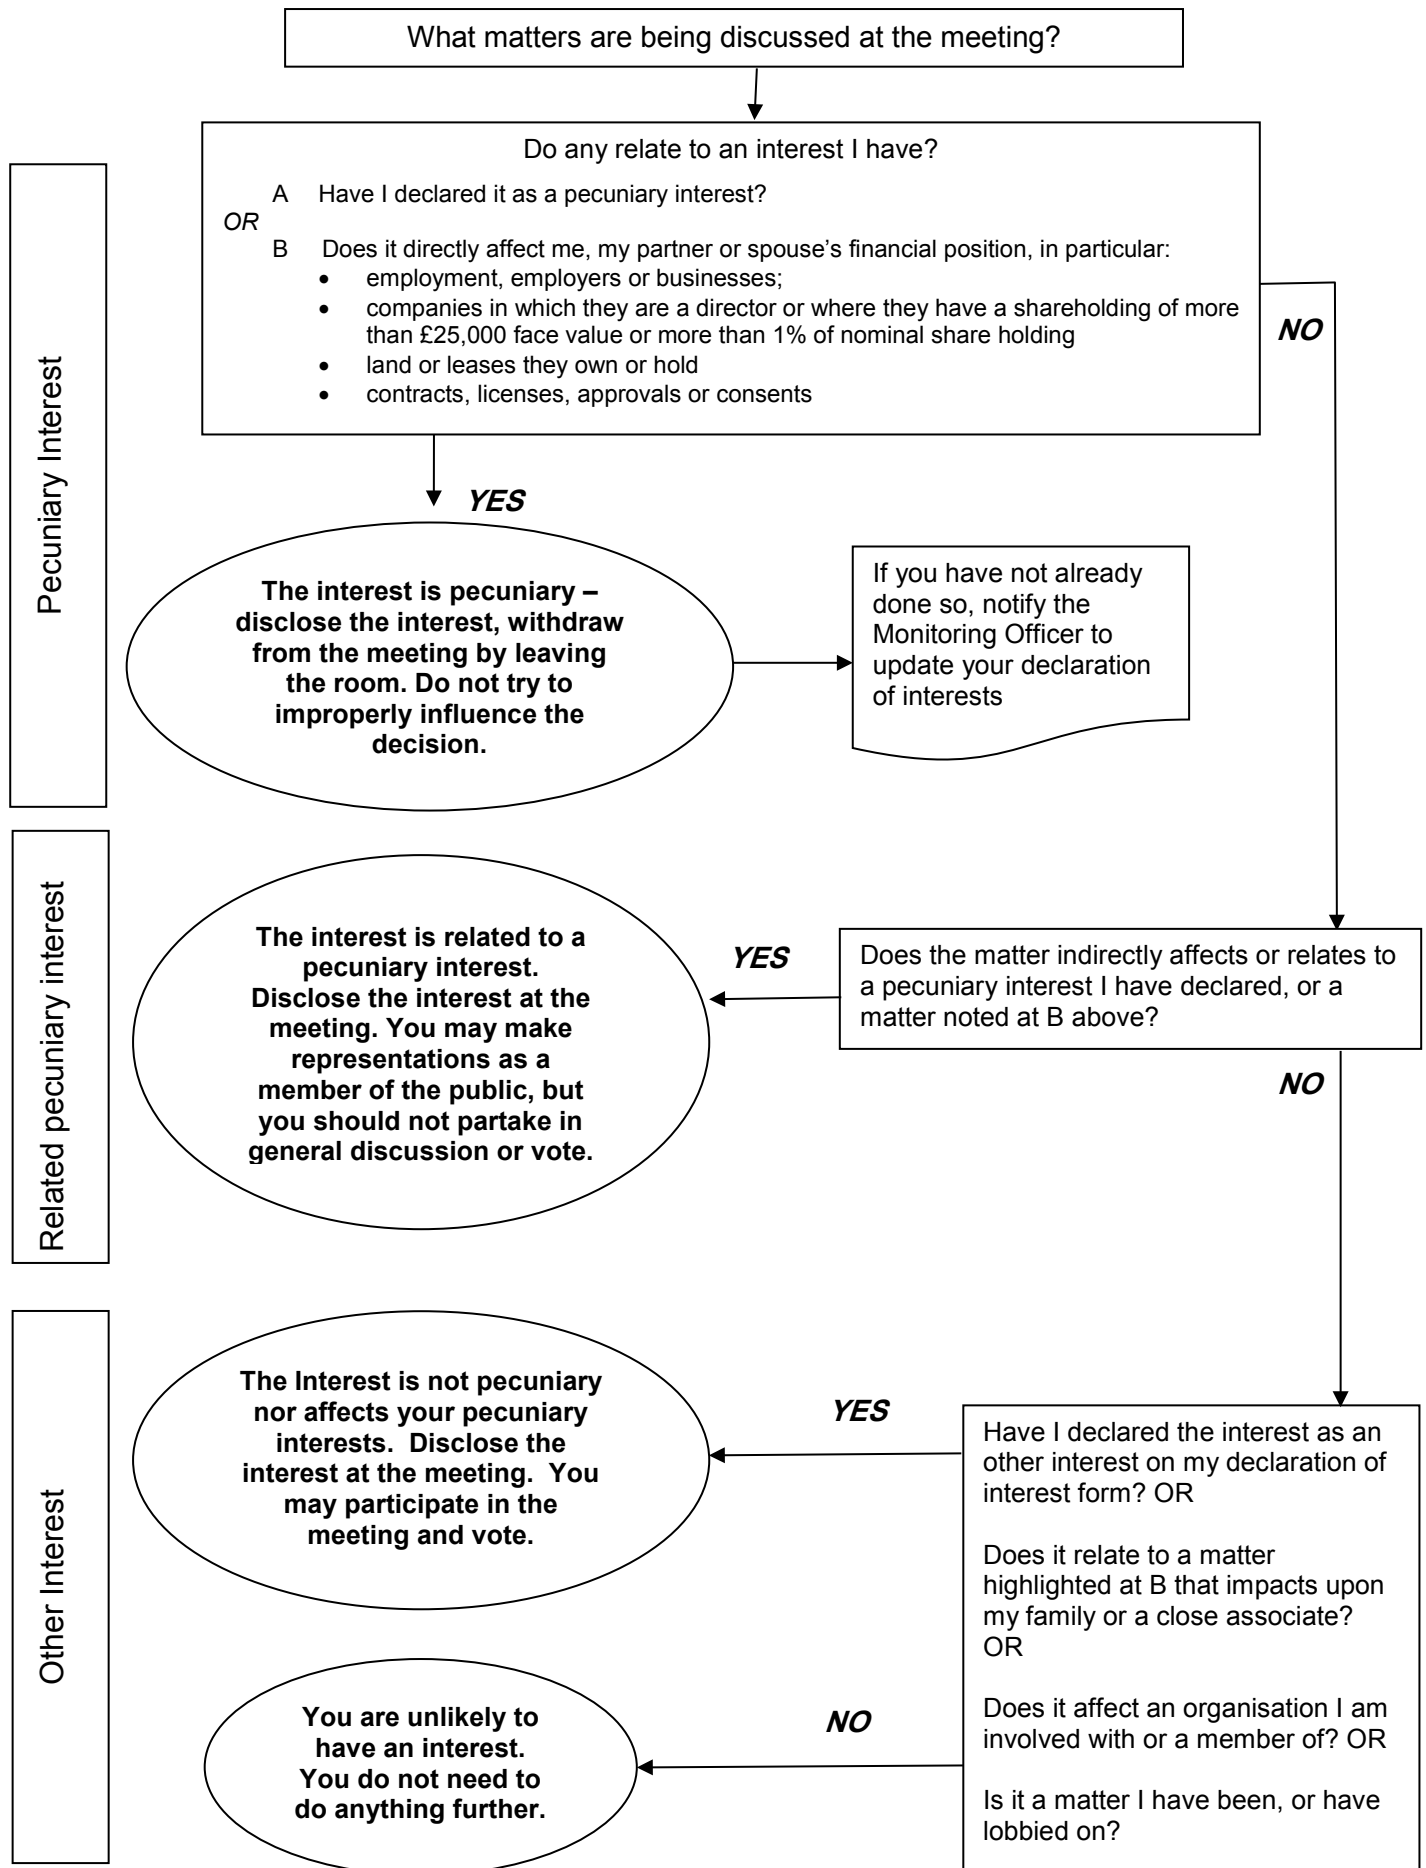 What matters are being discussed at the meeting?
Do any relate to an interest I have?
A Have I declared it as a pecuniary interest?
OR
B Does it directly affect me, my partner or spouse's financial position, in particular:
• employment, employers or businesses;
• companies in which they are a director or where they have a shareholding of more
than £25,000 face value or more than 1% of nominal share holding
• land or leases they own or hold
• contracts, licenses, approvals or consents
NO
Pecuniary Interest
YES
The interest is pecuniary –
disclose the interest, withdraw
from the meeting by leaving
the room. Do not try to
improperly influence the
decision.
If you have not already
done so, notify the
Monitoring Officer to
update your declaration
of interests
Related pecuniary interest
The interest is related to a
pecuniary interest.
Disclose the interest at the
meeting. You may make
representations as a
member of the public, but
you should not partake in
general discussion or vote.
YES
Does the matter indirectly affects or relates to
a pecuniary interest I have declared, or a
matter noted at B above?
NO
Other Interest
The Interest is not pecuniary
nor affects your pecuniary
interests. Disclose the
interest at the meeting. You
may participate in the
meeting and vote.
YES
Have I declared the interest as an
other interest on my declaration of
interest form? OR
Does it relate to a matter
highlighted at B that impacts upon
my family or a close associate?
OR
Does it affect an organisation I am
involved with or a member of? OR
Is it a matter I have been, or have
lobbied on?
NO
You are unlikely to
have an interest.
You do not need to
do anything further.